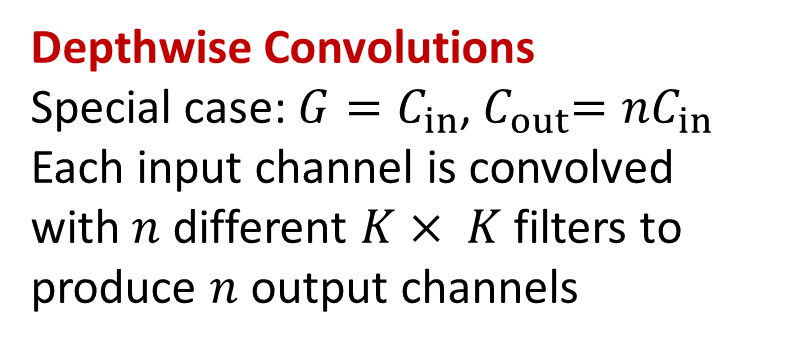 Depthwise Convolutions
Special case: G = C_in, C_out= nC_in
Each input channel is convolved
with n different K × K filters to
produce n output channels